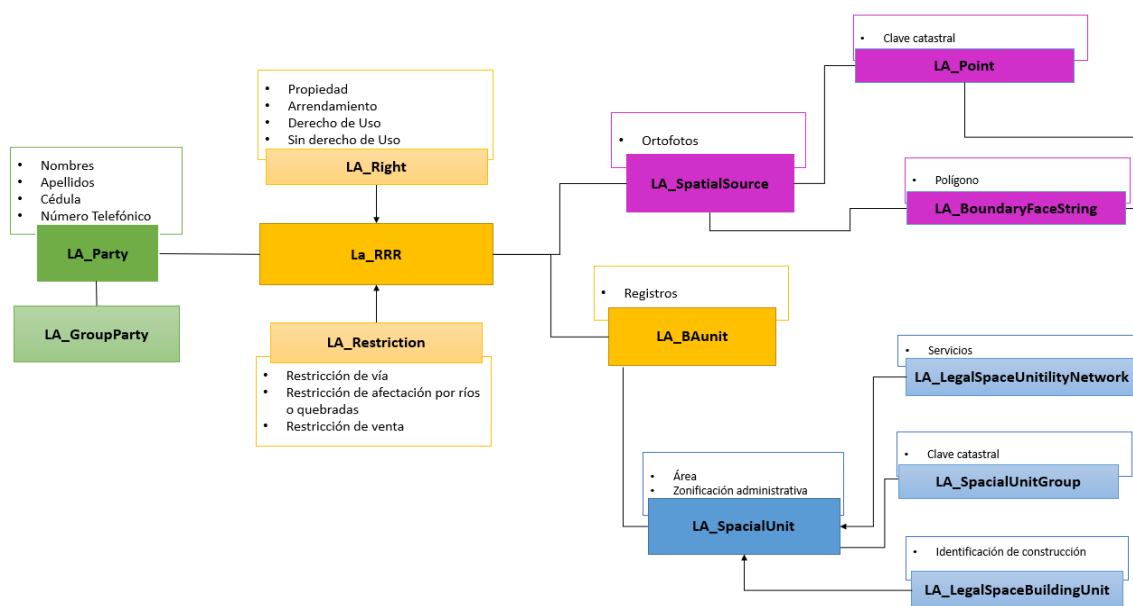 • Nombres
• Apellidos
• Cédula
• Número Telefónico
LA_Party
LA_GroupParty
• Propiedad
• Arrendamiento
• Derecho de Uso
• Sin derecho de Uso
LA_Right
La_RRR
LA_Restriction
• Restricción de vía
• Restricción de afectación por ríos
o quebradas
• Restricción de venta
• Ortofotos
LA_SpatialSource
• Registros
LA_BAunit
• Área
• Zonificación administrativa
LA_SpacialUnit
• Clave catastral
LA_Point
• Polígono
LA_BoundaryFaceString
• Servicios
LA_LegalSpaceUnitilityNetwork
• Clave catastral
LA_SpacialUnitGroup
• Identificación de construcción
LA_LegalSpaceBuildingUnit